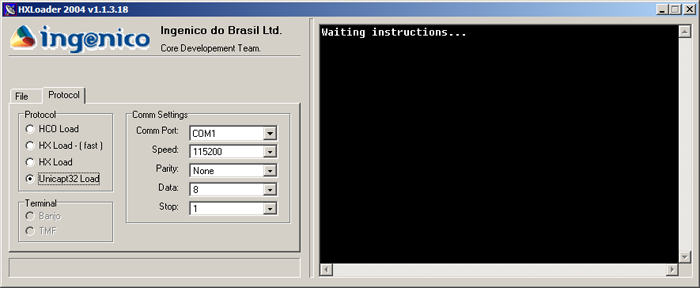 HXLoader 2004 v1.1.3.18
ingenico
Ingenico do Brasil Ltd.
Core Developement Team.
File
Protocol
Protocol
HCO Load
HX Load - ( fast )
HX Load
Unicapt32 Load
Terminal
Banjo
TMF
Comm Settings
Comm Port: COM1
Speed: 115200
Parity: None
Data: 8
Stop: 1
Waiting instructions...